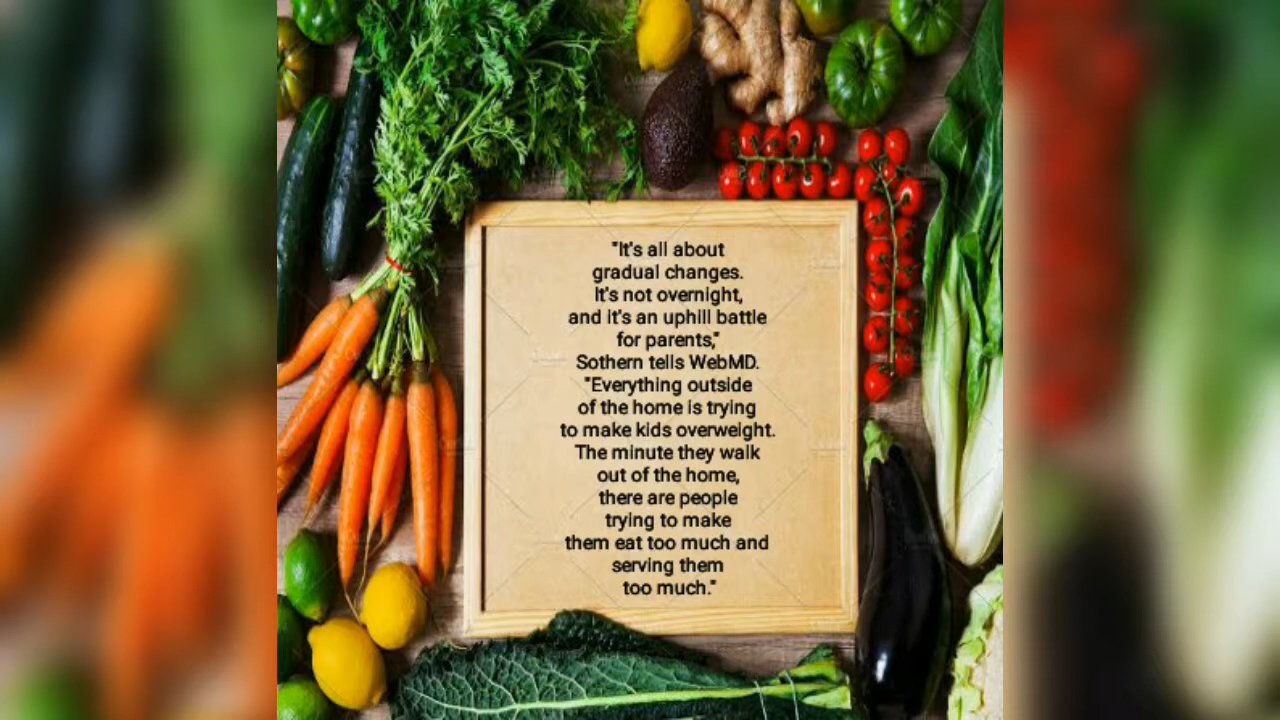 "It's all about
gradual changes.
It's not overnight,
and it's an uphill battle
for parents,"
Sothern tells WebMD.
"Everything outside
of the home is trying
to make kids overweight.
The minute they walk
out of the home,
there are people
trying to make
them eat too much and
serving them
too much."